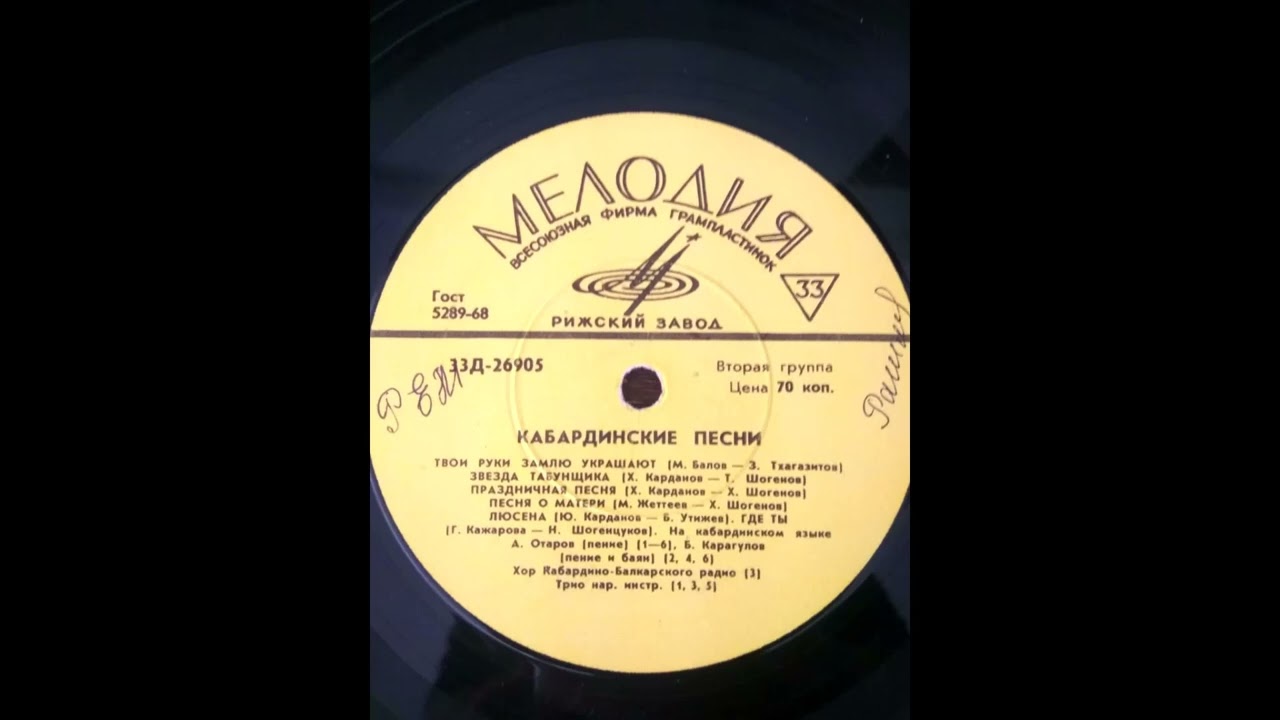 МЕЛОДИЯ
ВСЕСОЮЗНАЯ ФИРМА ГРАМПЛАСТИНОК
33
Гост
5289-68
РИЖСКИЙ ЗАВОД
33Д-26905
Вторая группа
Цена 70 коп.
КАБАРДИНСКИЕ ПЕСНИ
ТВОИ РУКИ ЗАМЛЮ УКРАШАЮТ (М. Балов — З. Тхагазитов)
ЗВЕЗДА ТАБУНЩИКА (Х. Карданов — Т. Шогенов)
ПРАЗДНИЧНАЯ ПЕСНЯ (Х. Карданов — Х. Шогенов)
ПЕСНЯ О МАТЕРИ (М. Жеттеев — Х. Шогенов)
ЛЮСЕНА (Ю. Карданов — Б. Утижев). ГДЕ ТЫ
(Г. Кажарова — Н. Шогенцуков). На кабардинском языке
А. Отаров (пение) (1—6), Б. Карагулов
(пение и баян) (2, 4, 6)
Хор Кабардино-Балкарского радио (3)
Трио нар. инстр. (1, 3, 5)